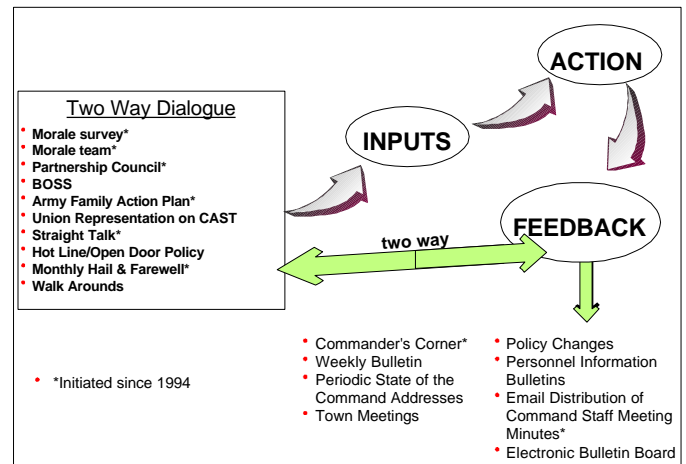 ACTION
Two Way Dialogue
• Morale survey*
• Morale team*
• Partnership Council*
• BOSS
• Army Family Action Plan*
• Union Representation on CAST
• Straight Talk*
• Hot Line/Open Door Policy
• Monthly Hail & Farewell*
• Walk Arounds
INPUTS
FEEDBACK
two way
• Commander's Corner*
• Weekly Bulletin
• Periodic State of the
Command Addresses
• Town Meetings
• Policy Changes
• Personnel Information
Bulletins
• Email Distribution of
Command Staff Meeting
Minutes*
• Electronic Bulletin Board
• *Initiated since 1994